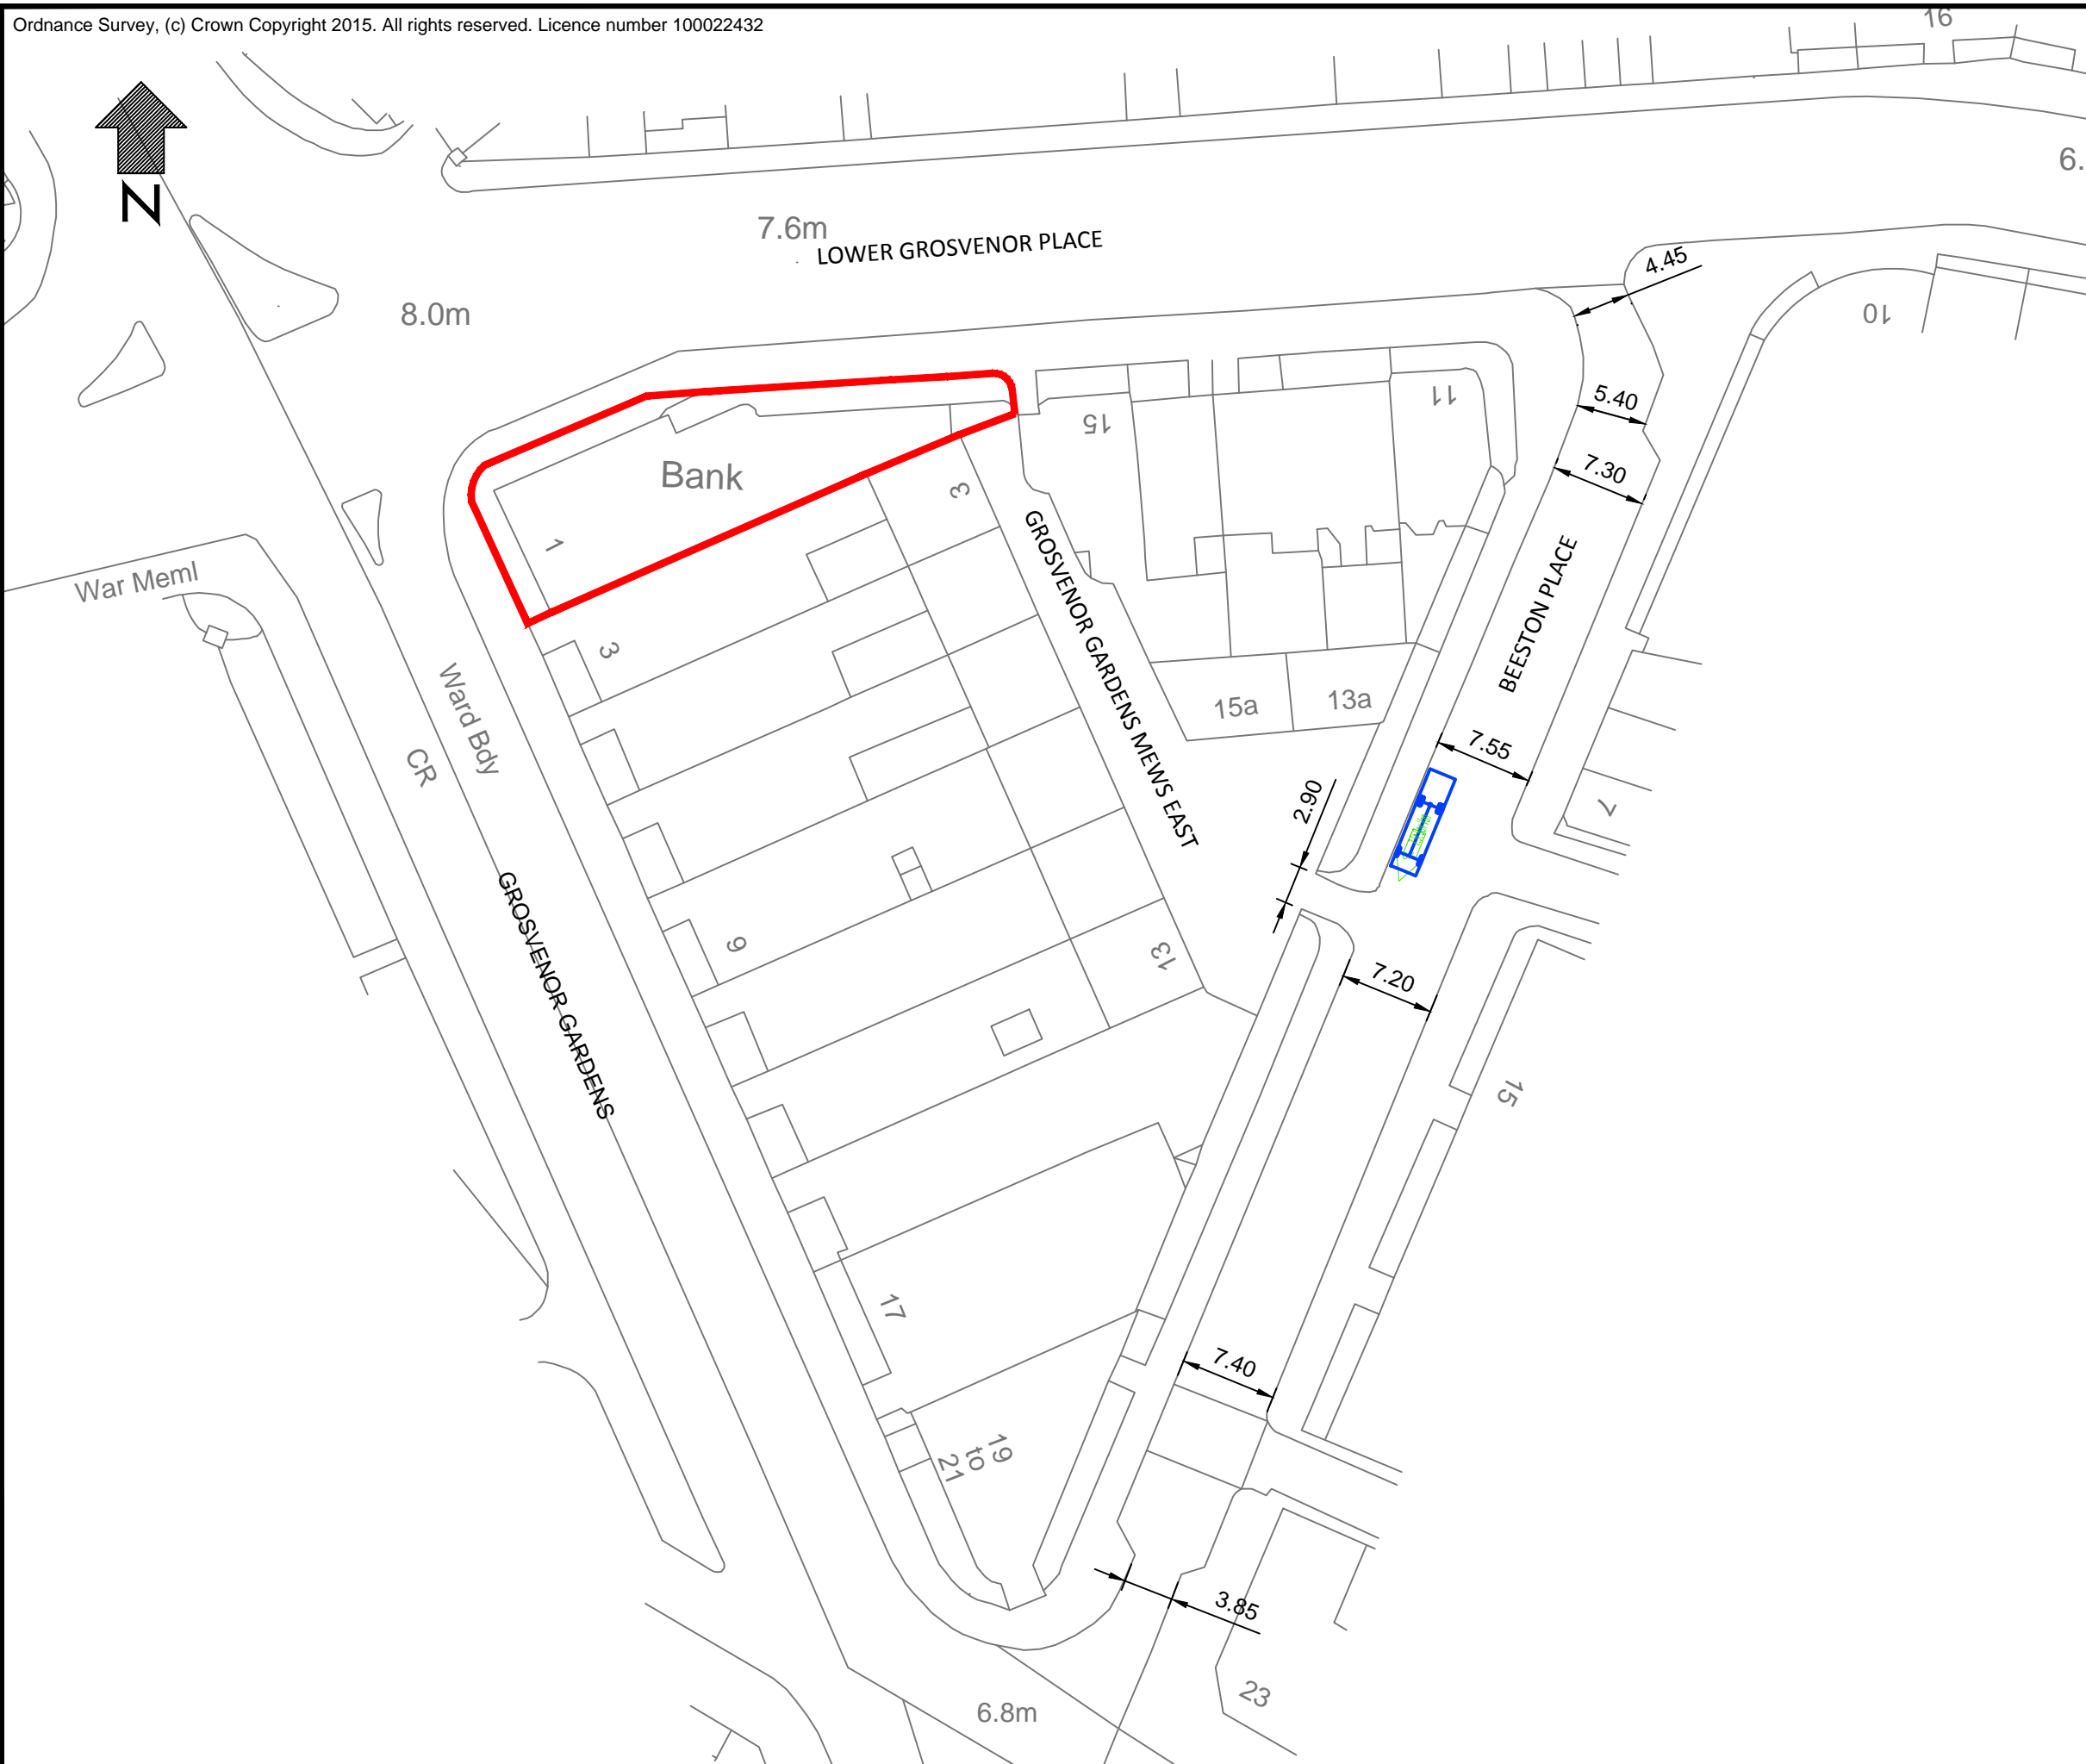 Ordnance Survey, (c) Crown Copyright 2015. All rights reserved. Licence number 100022432
16
N
6.
7.6m
LOWER GROSVENOR PLACE
4.45
8.0m
10
5.40
11
15
7.30
Bank
3
1
GROSVENOR GARDENS MEWS EAST
BEESTON PLACE
War Meml
3
Ward Bdy
CR
15a
13a
7.55
2.90
7
GROSVENOR GARDENS
9
13
7.20
15
17
7.40
19
to
21
3.85
23
6.8m